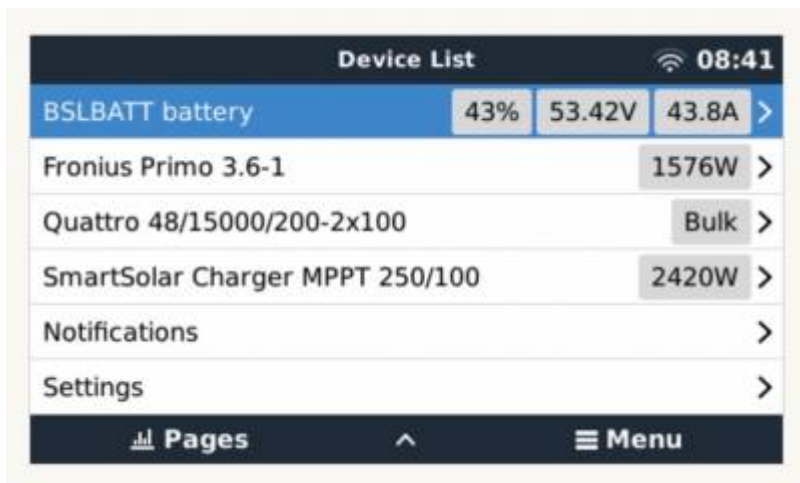 Device List 08:41
BSLBATT battery 43% 53.42V 43.8A
Fronius Primo 3.6-1 1576W
Quattro 48/15000/200-2x100 Bulk
SmartSolar Charger MPPT 250/100 2420W
Notifications
Settings
Pages Menu